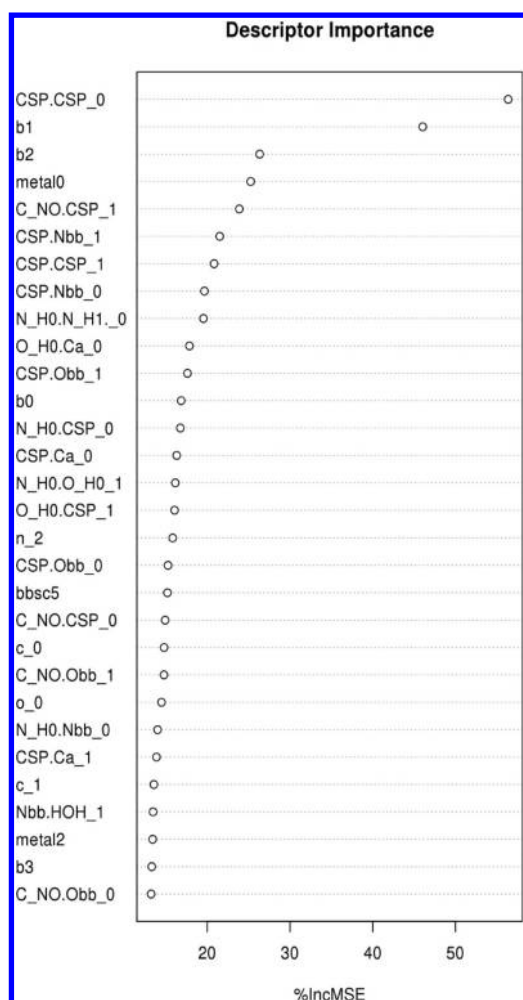 Descriptor Importance
CSP.CSP_0
b1
b2
metal0
C_NO.CSP_1
CSP.Nbb_1
CSP.CSP_1
CSP.Nbb_0
N_H0.N_H1._0
O_H0.Ca_0
CSP.Obb_1
b0
N_H0.CSP_0
CSP.Ca_0
N_H0.O_H0_1
O_H0.CSP_1
n_2
CSP.Obb_0
bbsc5
C_NO.CSP_0
c_0
C_NO.Obb_1
o_0
N_H0.Nbb_0
CSP.Ca_1
c_1
Nbb.HOH_1
metal2
b3
C_NO.Obb_0
20 30 40 50
%IncMSE